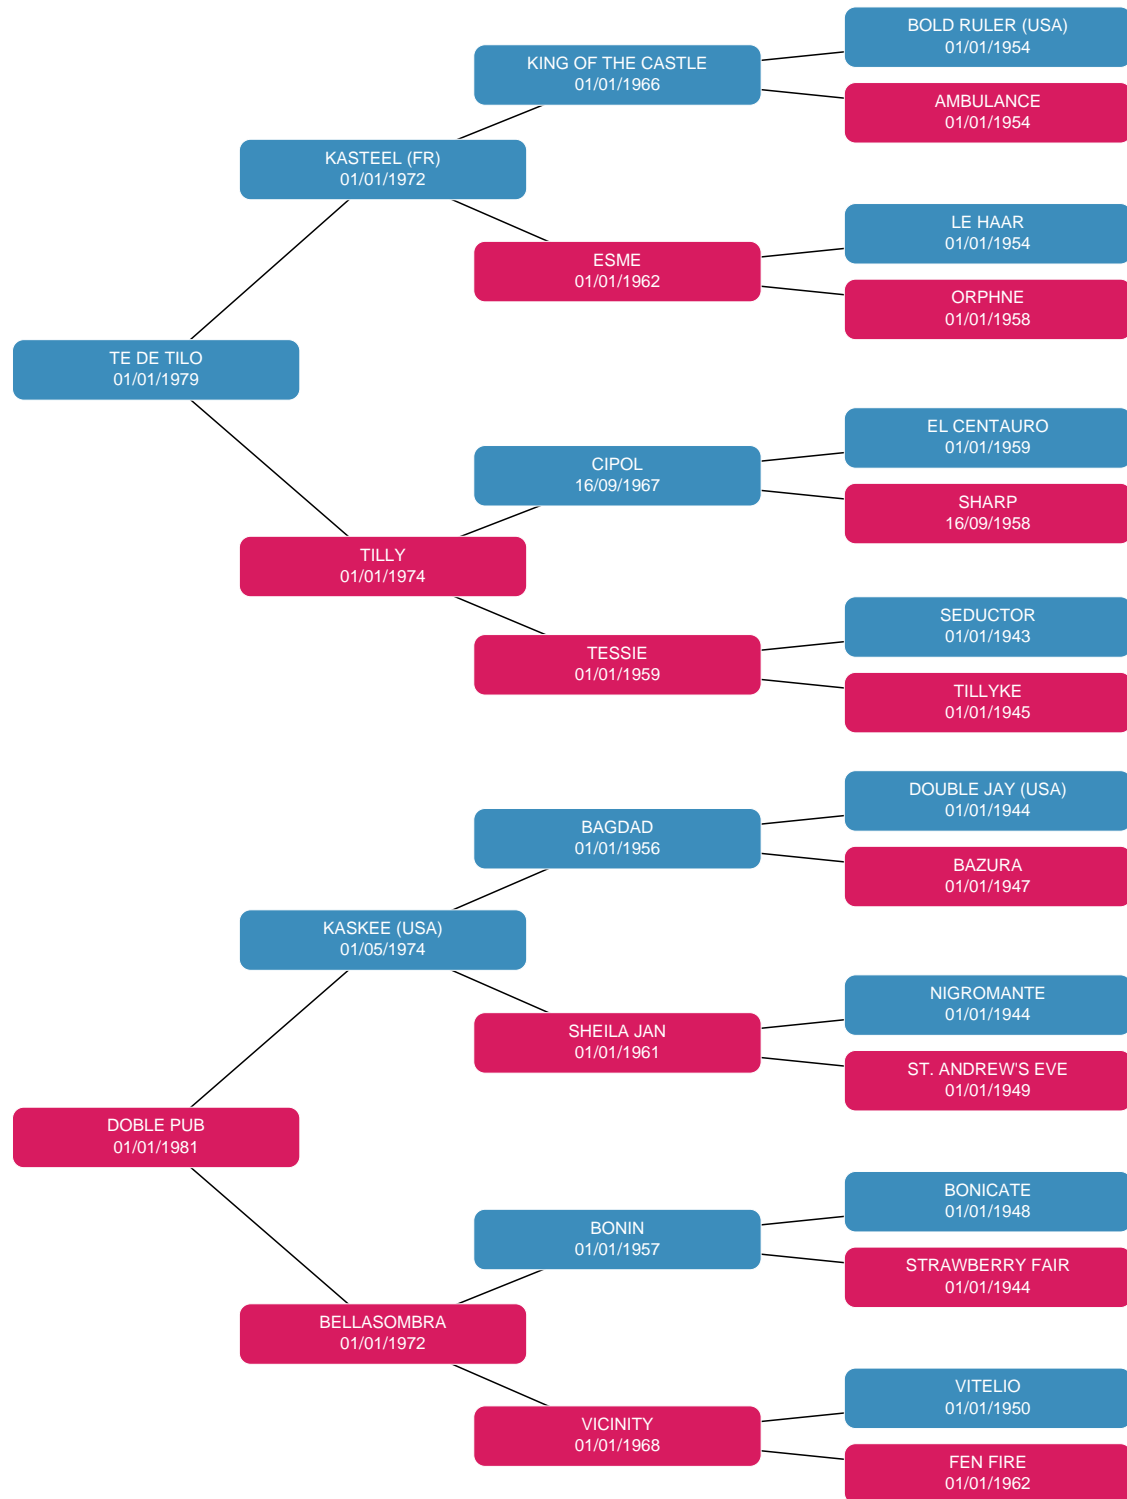 BOLD RULER (USA)
01/01/1954
KING OF THE CASTLE
01/01/1966
AMBULANCE
01/01/1954
KASTEEL (FR)
01/01/1972
LE HAAR
01/01/1954
ESME
01/01/1962
ORPHNE
01/01/1958
TE DE TILO
01/01/1979
EL CENTAURO
01/01/1959
CIPOL
16/09/1967
SHARP
16/09/1958
TILLY
01/01/1974
SEDUCTOR
01/01/1943
TESSIE
01/01/1959
TILLYKE
01/01/1945
DOUBLE JAY (USA)
01/01/1944
BAGDAD
01/01/1956
BAZURA
01/01/1947
KASKEE (USA)
01/05/1974
NIGROMANTE
01/01/1944
SHEILA JAN
01/01/1961
ST. ANDREW'S EVE
01/01/1949
DOBLE PUB
01/01/1981
BONICATE
01/01/1948
BONIN
01/01/1957
STRAWBERRY FAIR
01/01/1944
BELLASOMBRA
01/01/1972
VITELIO
01/01/1950
VICINITY
01/01/1968
FEN FIRE
01/01/1962